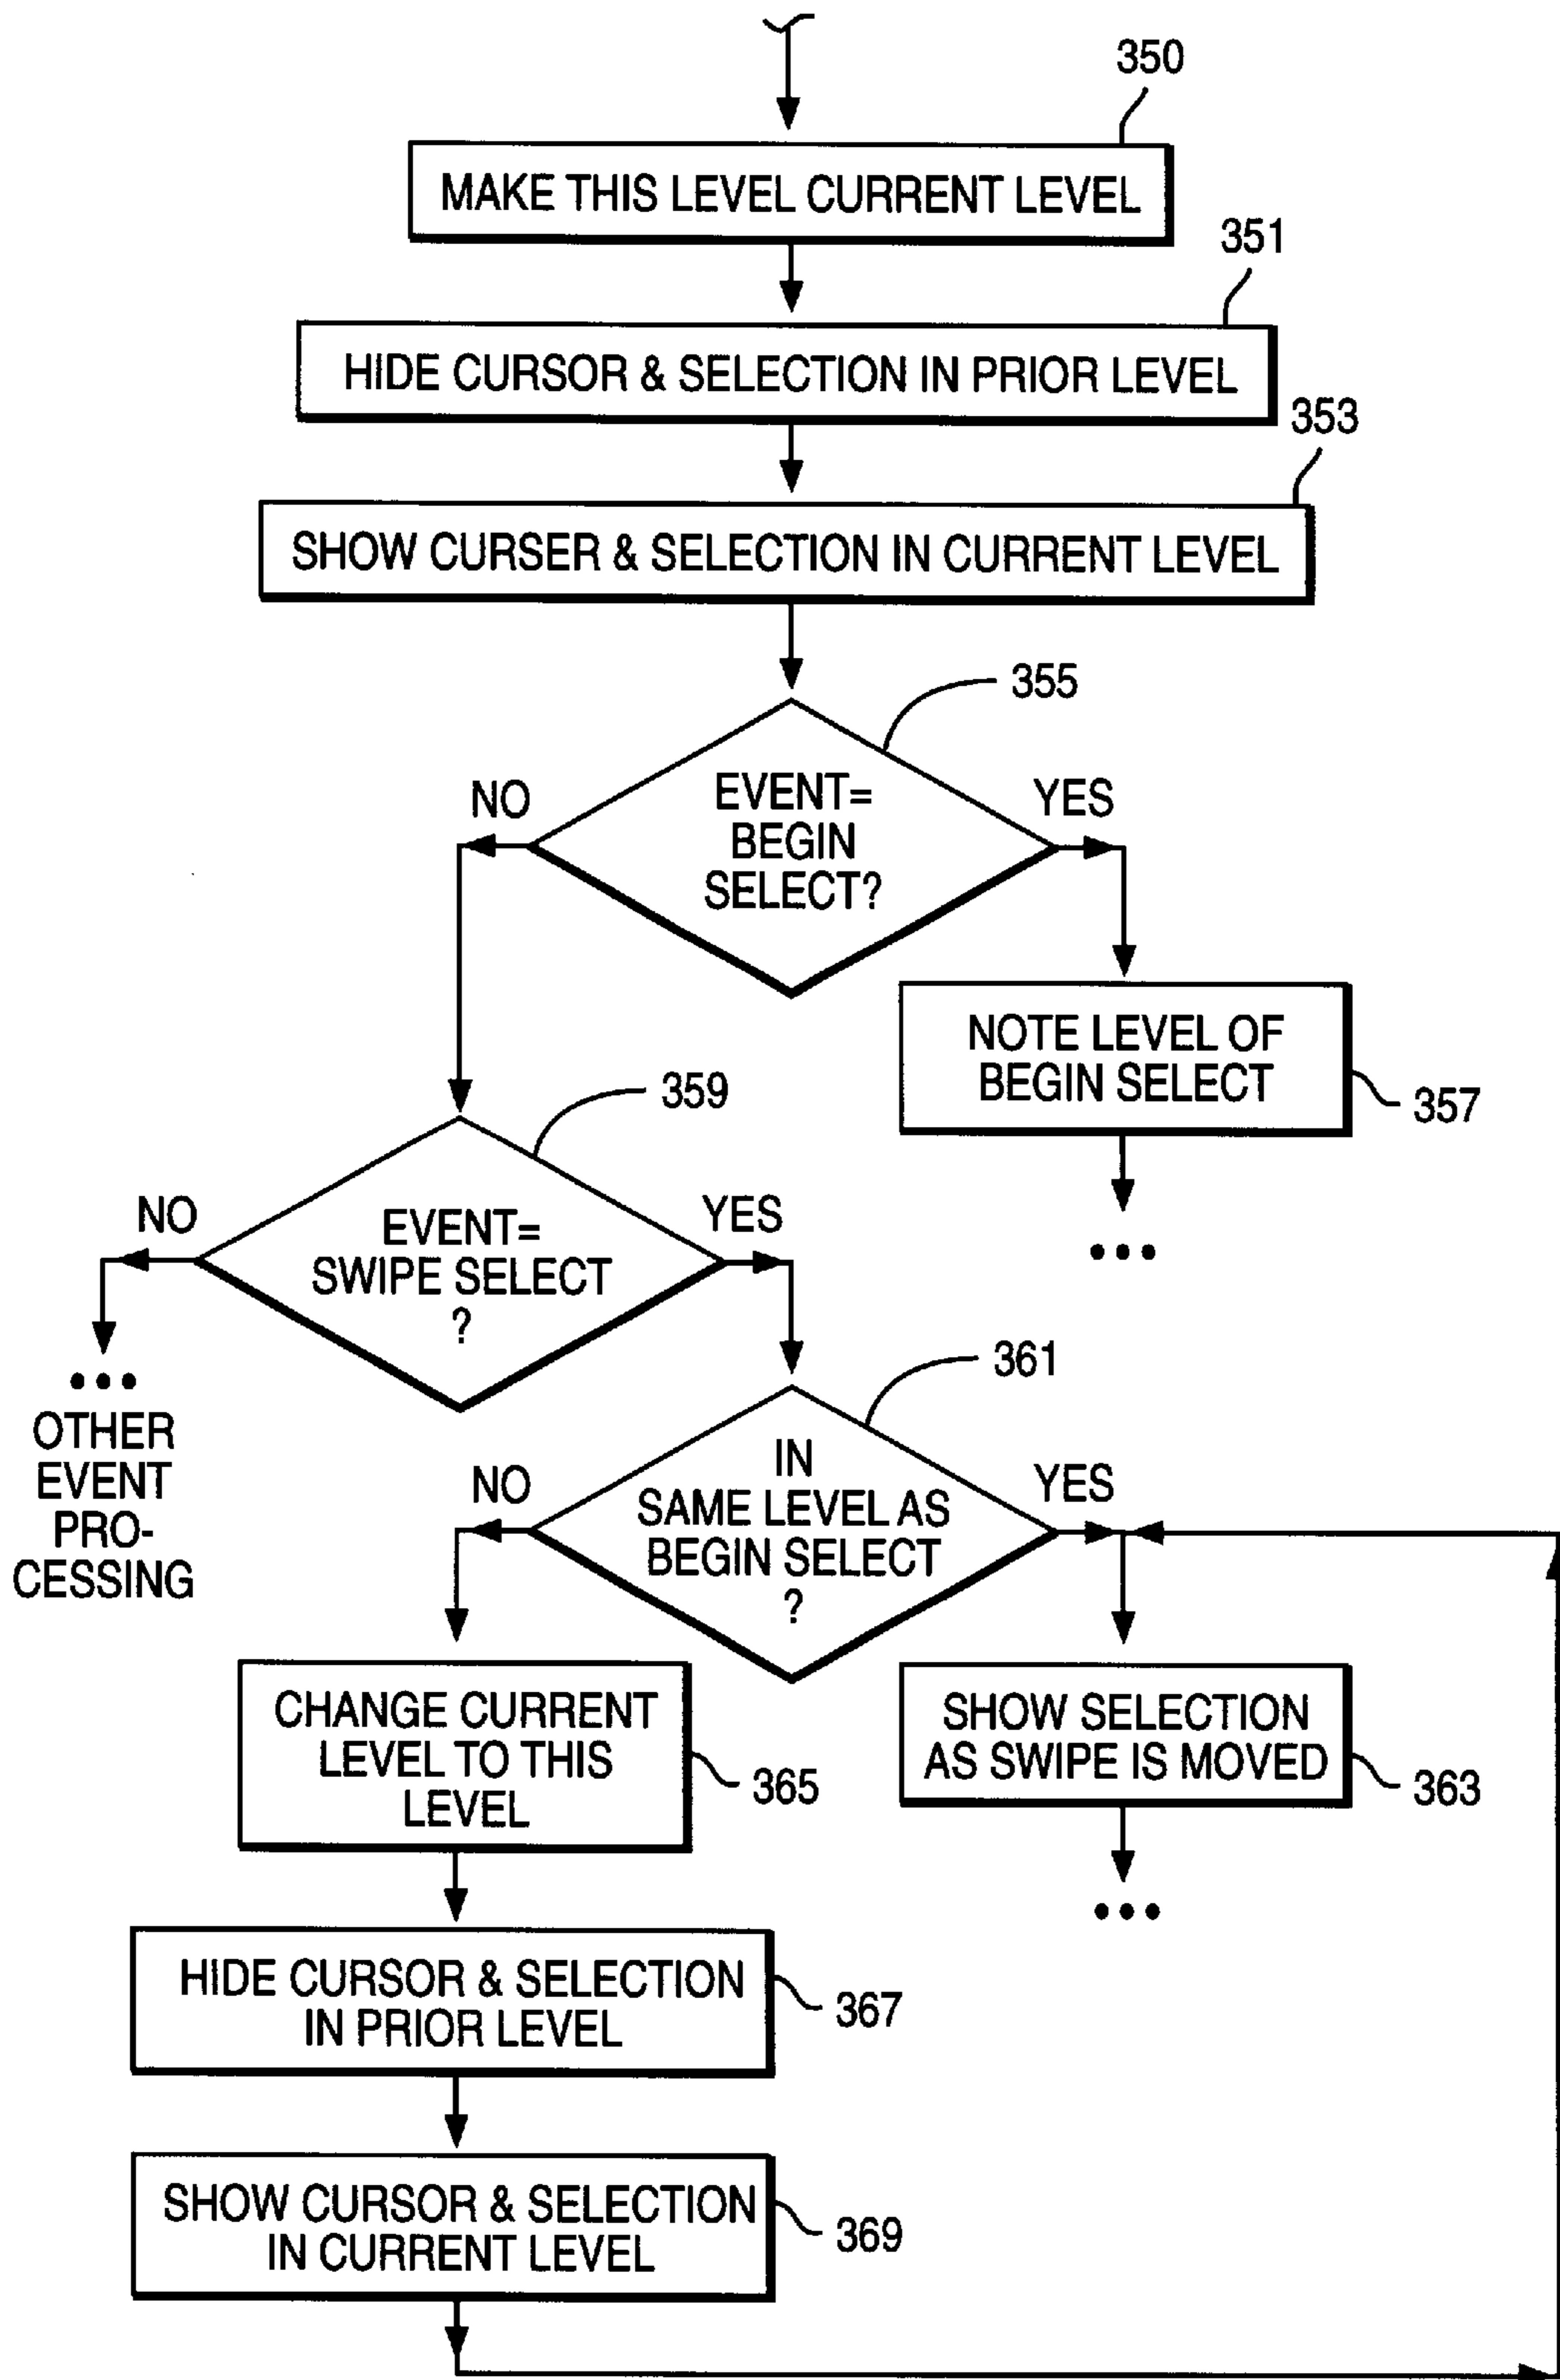 350
MAKE THIS LEVEL CURRENT LEVEL
351
HIDE CURSOR & SELECTION IN PRIOR LEVEL
353
SHOW CURSER & SELECTION IN CURRENT LEVEL
355
NO
EVENT=
BEGIN
SELECT?
YES
NOTE LEVEL OF
BEGIN SELECT
357
359
NO
EVENT=
SWIPE SELECT
?
YES
•••
•••
OTHER
EVENT
PRO-
CESSING
361
NO
IN
SAME LEVEL AS
BEGIN SELECT
?
YES
CHANGE CURRENT
LEVEL TO THIS
LEVEL
365
SHOW SELECTION
AS SWIPE IS MOVED
363
•••
HIDE CURSOR & SELECTION
IN PRIOR LEVEL
367
SHOW CURSOR & SELECTION
IN CURRENT LEVEL
369